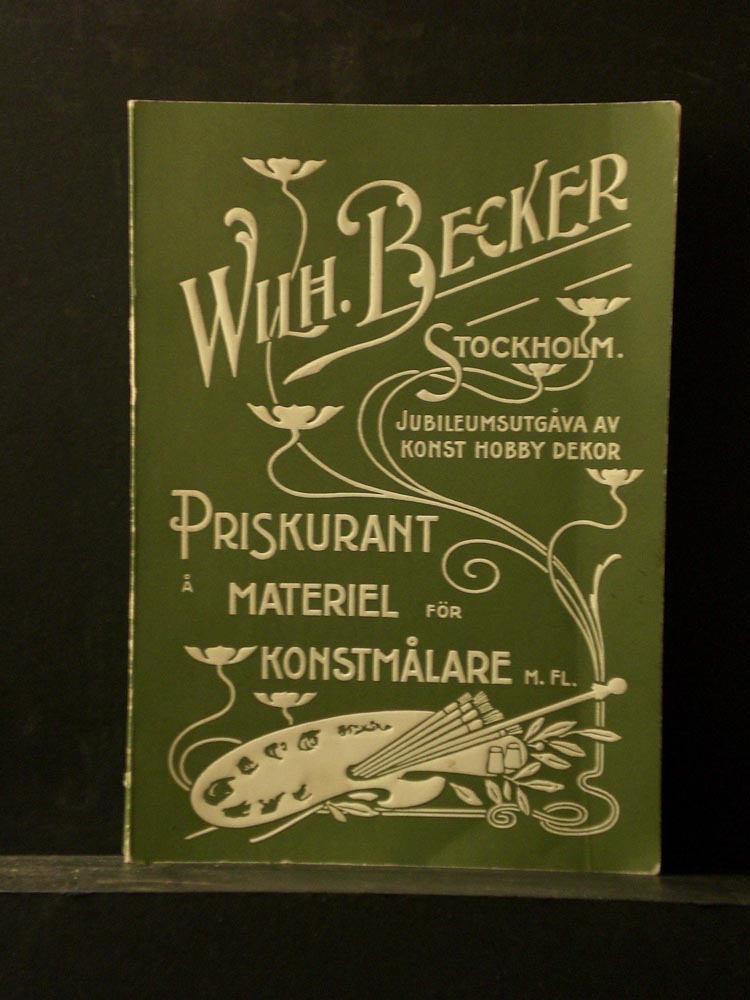 WILH. BECKER
STOCKHOLM.
JUBILEUMSUTGÅVA AV
KONST HOBBY DEKOR
PRISKURANT
Å MATERIEL FÖR
KONSTMÅLARE M. FL.